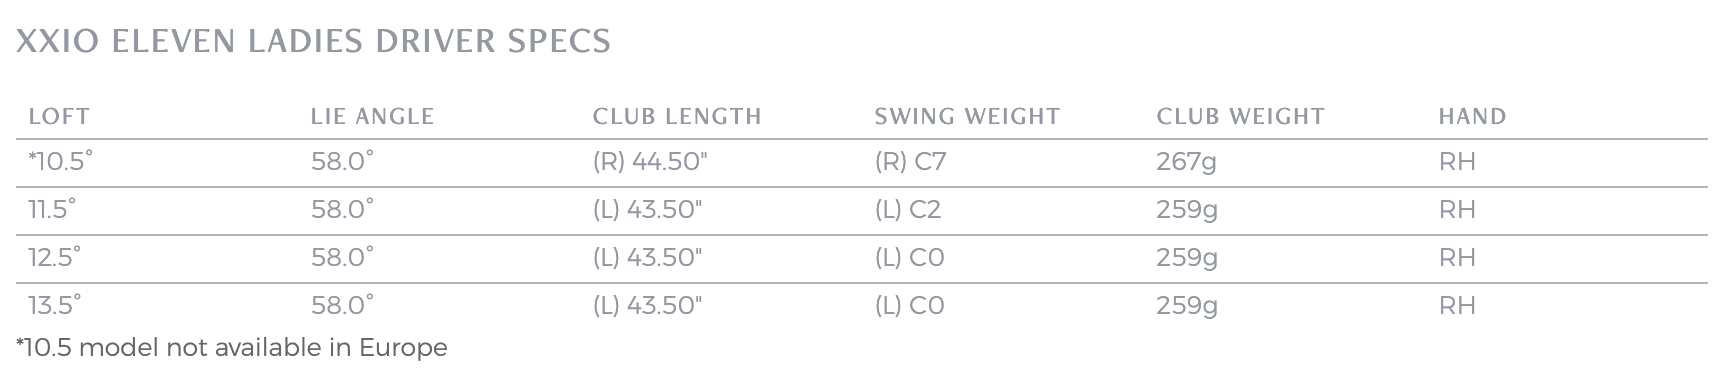 XXIO ELEVEN LADIES DRIVER SPECS
LOFT LIE ANGLE CLUB LENGTH SWING WEIGHT CLUB WEIGHT HAND
*10.5° 58.0° (R) 44.50" (R) C7 267g RH
11.5° 58.0° (L) 43.50" (L) C2 259g RH
12.5° 58.0° (L) 43.50" (L) C0 259g RH
13.5° 58.0° (L) 43.50" (L) C0 259g RH
*10.5 model not available in Europe